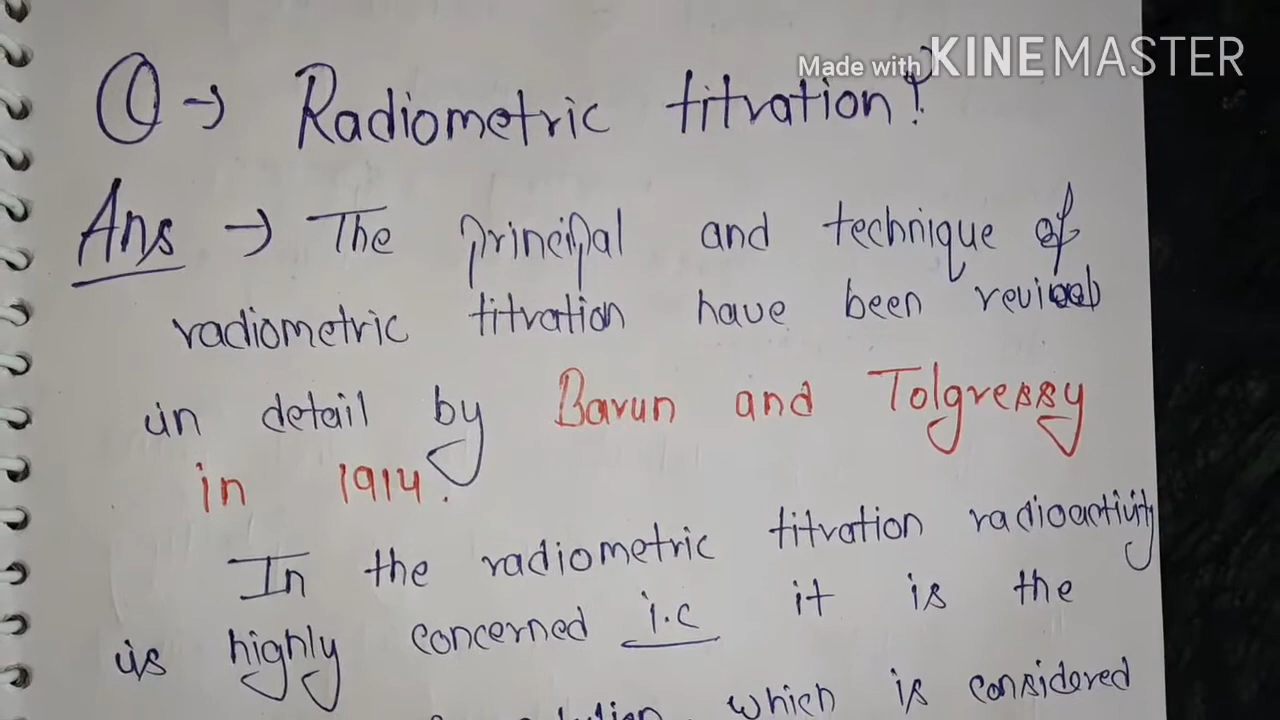 Made with KINEMASTER
Q → Radiometric titration?
Ans → The principal and technique of
radiometric titration have been
in detail by Barun and Tolgressy
in 1914.
In the radiometric titration radioactivity
is highly concerned i.e it is the
which is considered